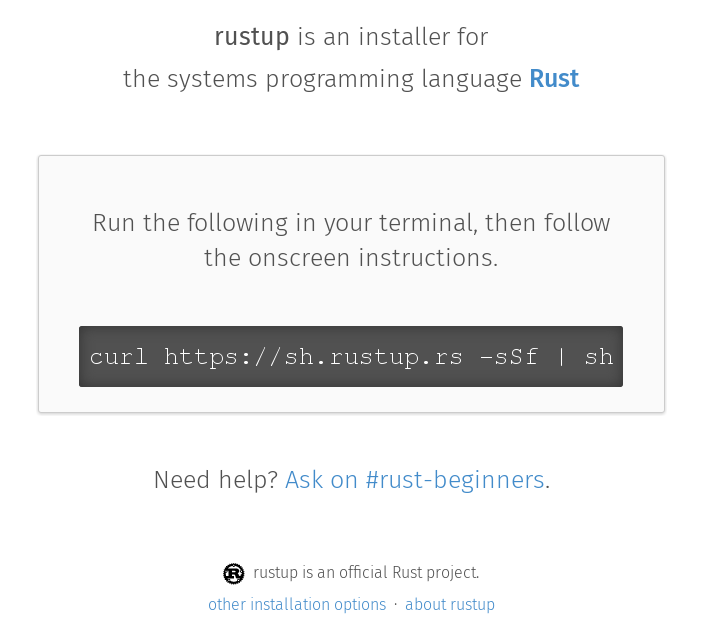 rustup is an installer for
the systems programming language Rust
Run the following in your terminal, then follow
the onscreen instructions.
curl https://sh.rustup.rs -sSf | sh
Need help? Ask on #rust-beginners.
rustup is an official Rust project.
other installation options · about rustup